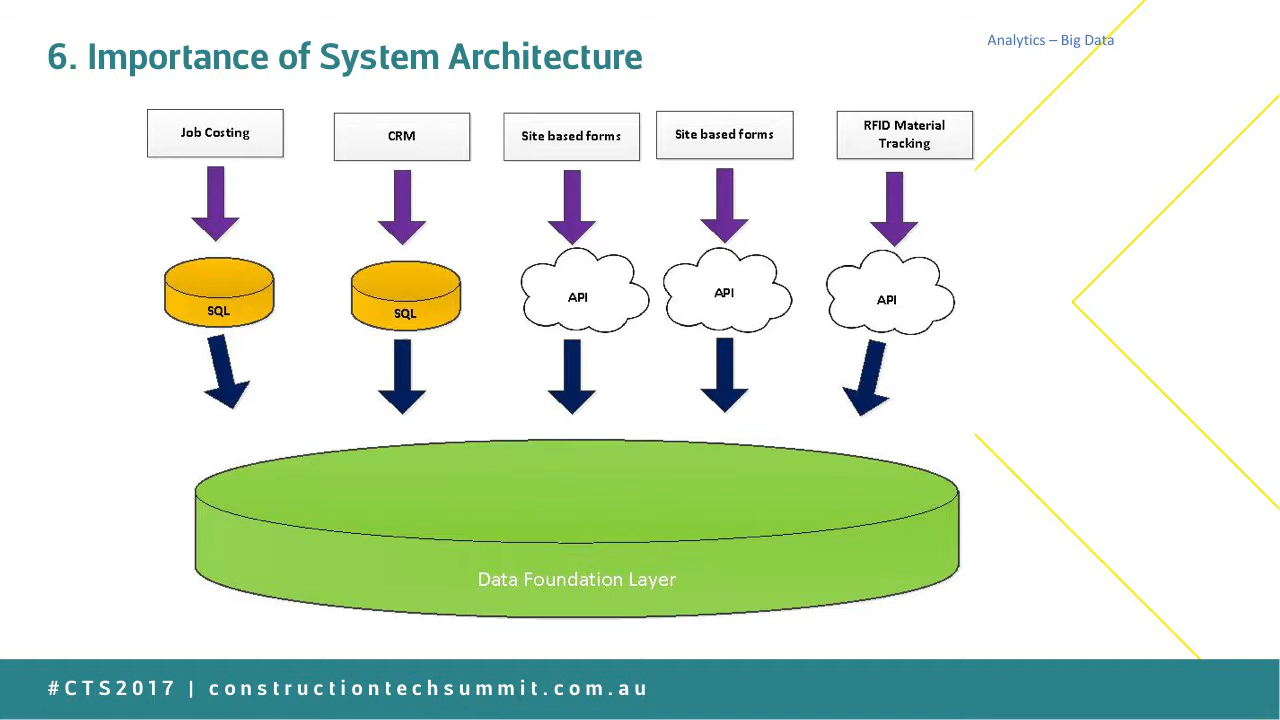 6. Importance of System Architecture
Analytics – Big Data
Job Costing
CRM
Site based forms
Site based forms
RFID Material
Tracking
SQL
SQL
API
API
API
Data Foundation Layer
#CTS2017 | constructiontechsummit.com.au